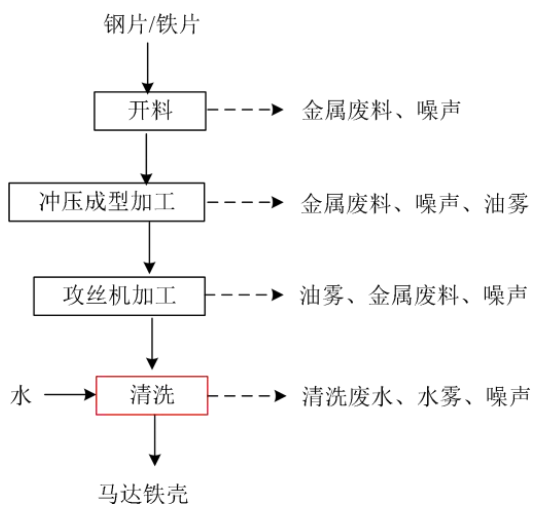 钢片/铁片
开料
金属废料、噪声
冲压成型加工
金属废料、噪声、油雾
攻丝机加工
油雾、金属废料、噪声
水
清洗
清洗废水、水雾、噪声
马达铁壳